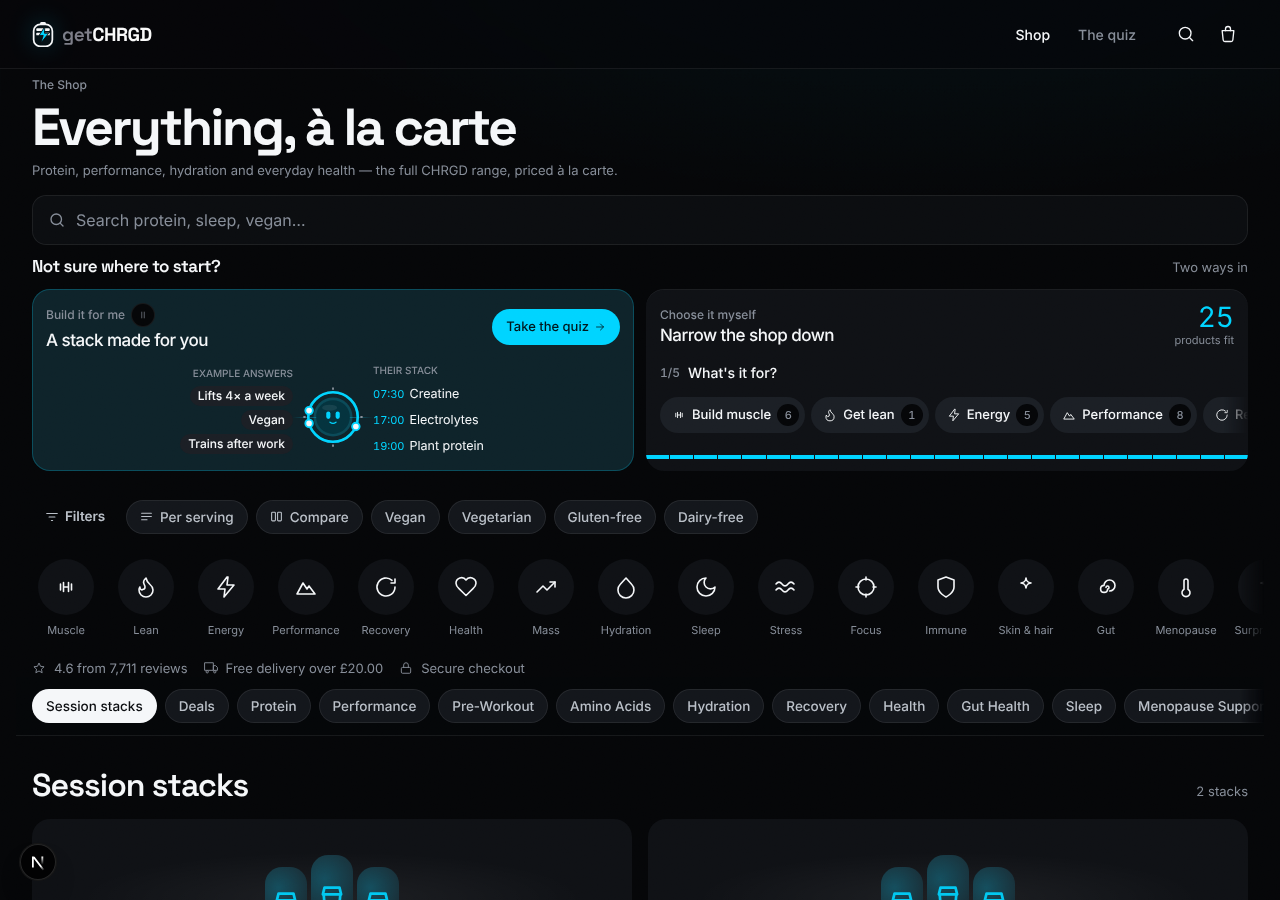 getCHRGD
Shop
The quiz
The Shop
Everything, à la carte
Protein, performance, hydration and everyday health — the full CHRGD range, priced à la carte.
Search protein, sleep, vegan...
Not sure where to start?
Two ways in
Build it for me
A stack made for you
Take the quiz →
EXAMPLE ANSWERS
Lifts 4× a week
Vegan
Trains after work
THEIR STACK
07:30 Creatine
17:00 Electrolytes
19:00 Plant protein
Choose it myself
Narrow the shop down
25
products fit
1/5 What's it for?
Build muscle 6
Get lean 1
Energy 5
Performance 8
Filters
Per serving
Compare
Vegan
Vegetarian
Gluten-free
Dairy-free
Muscle
Lean
Energy
Performance
Recovery
Health
Mass
Hydration
Sleep
Stress
Focus
Immune
Skin & hair
Gut
Menopause
4.6 from 7,711 reviews
Free delivery over £20.00
Secure checkout
Session stacks
Deals
Protein
Performance
Pre-Workout
Amino Acids
Hydration
Recovery
Health
Gut Health
Sleep
Menopause Suppo
Session stacks
2 stacks
N